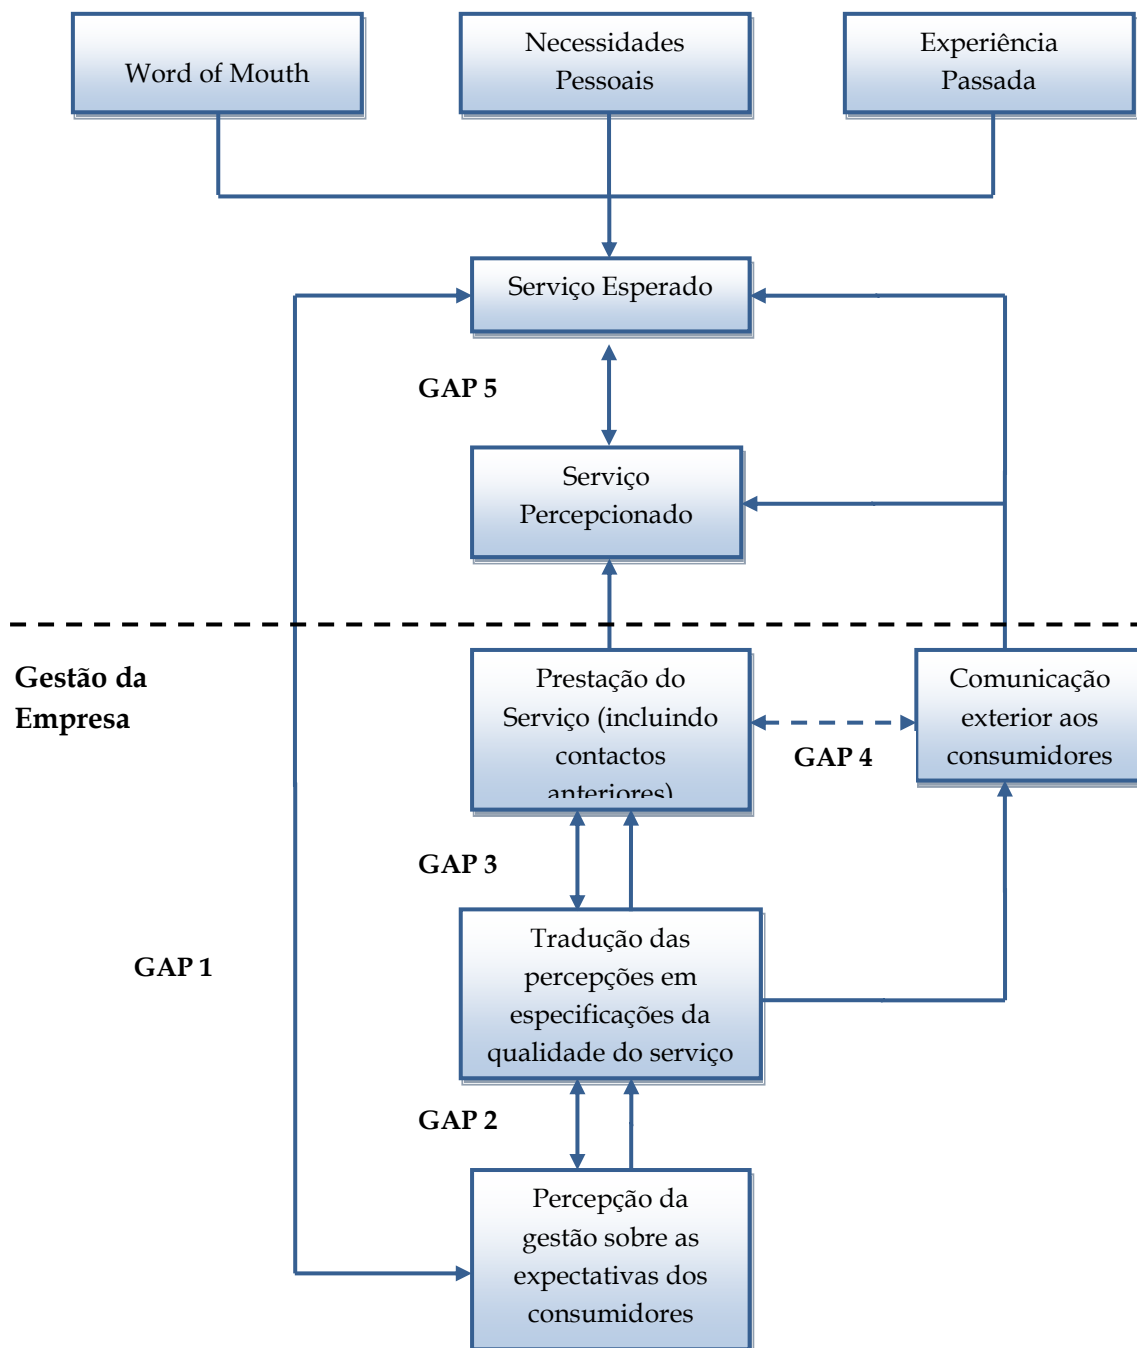 Word of Mouth
Necessidades
Pessoais
Experiência
Passada
Serviço Esperado
GAP 5
Serviço
Percepcionado
Gestão da
Empresa
Prestação do
Serviço (incluindo
contactos
anteriores)
GAP 4
Comunicação
exterior aos
consumidores
GAP 3
Tradução das
percepções em
especificações da
qualidade do serviço
GAP 1
GAP 2
Percepção da
gestão sobre as
expectativas dos
consumidores